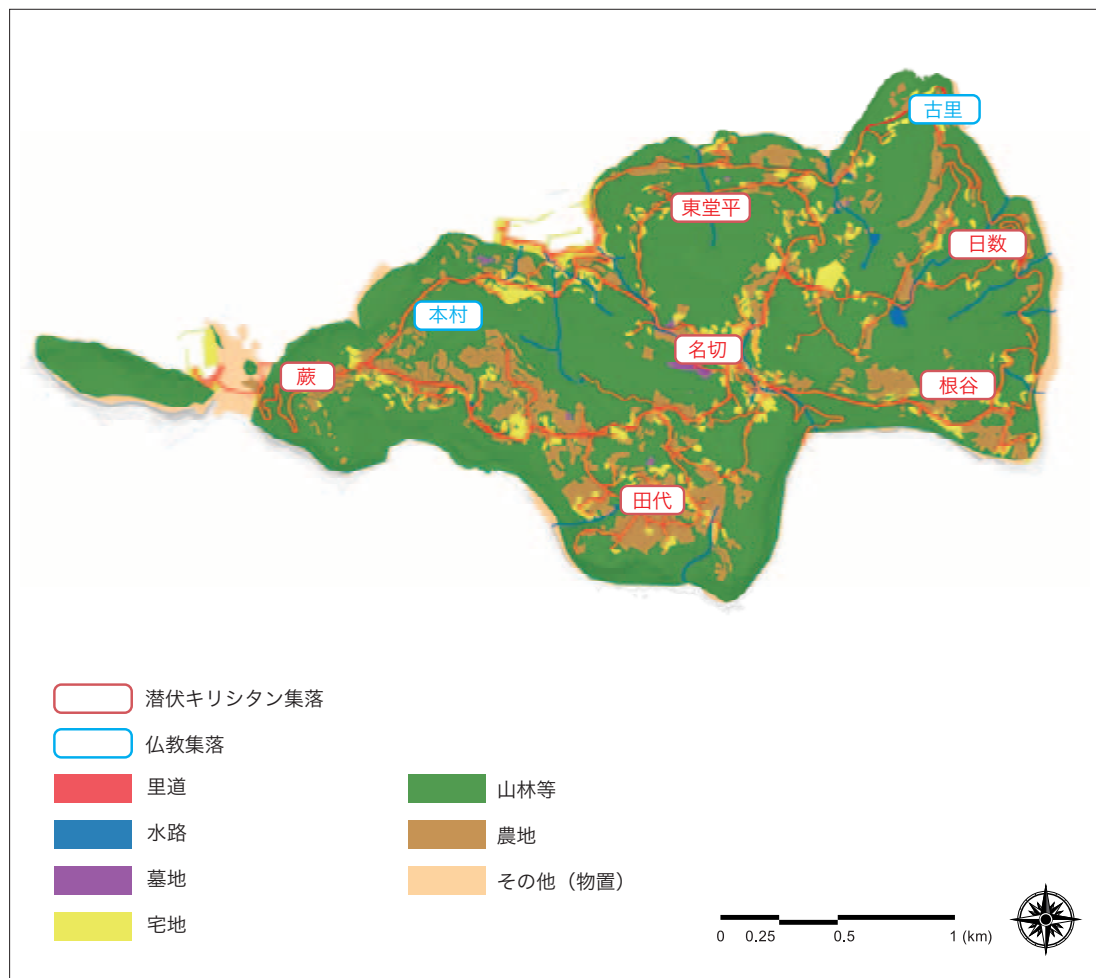 古里
東堂平
日数
本村
名切
蕨
根谷
田代
潜伏キリシタン集落
仏教集落
里道
水路
墓地
宅地
山林等
農地
その他（物置）
0 0.25 0.5 1 (km)